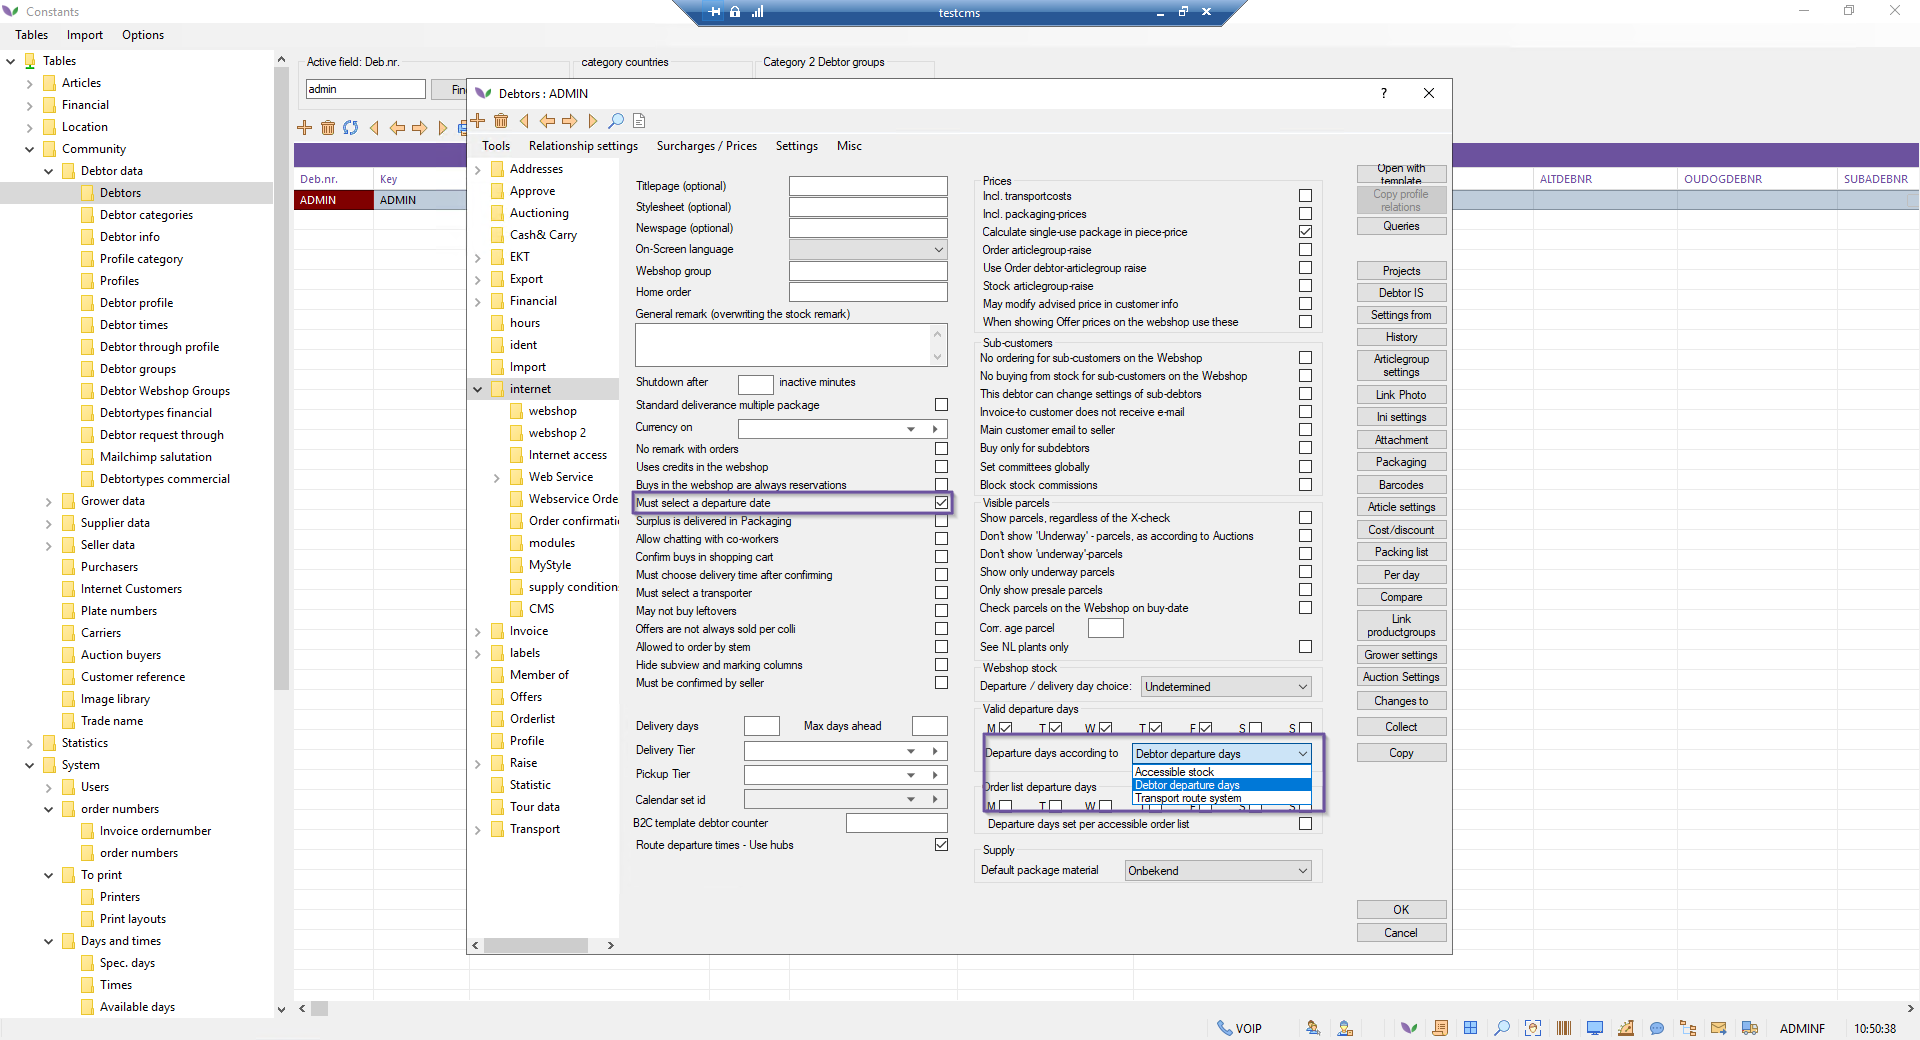 Constants
testcms
Tables Import Options
Tables
Articles
Financial
Location
Community
Debtor data
Debtors
Debtor categories
Debtor info
Profile category
Profiles
Debtor profile
Debtor times
Debtor through profile
Debtor groups
Debtor Webshop Groups
Debtortypes financial
Debtor request through
Mailchimp salutation
Debtortypes commercial
Grower data
Supplier data
Seller data
Purchasers
Internet Customers
Plate numbers
Carriers
Auction buyers
Customer reference
Image library
Trade name
Statistics
System
Users
order numbers
Invoice ordernumber
order numbers
To print
Printers
Print layouts
Days and times
Spec. days
Times
Available days
Active field: Deb.nr. category countries Category 2 Debtor groups
admin
Deb.nr. Key ALTDEBNR OUDOGDEBNR SUBADEBNR
ADMIN ADMIN
Debtors : ADMIN ?
Tools Relationship settings Surcharges / Prices Settings Misc
Addresses
Approve
Auctioning
Cash& Carry
EKT
Export
Financial
hours
ident
Import
internet
webshop
webshop 2
Internet access
Web Service
Webservice Orde
Order confirmati
modules
MyStyle
supply condition
CMS
Invoice
labels
Member of
Offers
Orderlist
Profile
Raise
Statistic
Tour data
Transport
Titlepage (optional)
Stylesheet (optional)
Newspage (optional)
On-Screen language
Webshop group
Home order
General remark (overwriting the stock remark)
Shutdown after inactive minutes
Standard deliverance multiple package
Currency on
No remark with orders
Uses credits in the webshop
Buys in the webshop are always reservations
Must select a departure date
Surplus is delivered in Packaging
Allow chatting with co-workers
Confirm buys in shopping cart
Must choose delivery time after confirming
Must select a transporter
May not buy leftovers
Offers are not always sold per colli
Allowed to order by stem
Hide subview and marking columns
Must be confirmed by seller
Delivery days Max days ahead
Delivery Tier
Pickup Tier
Calendar set id
B2C template debtor counter
Route departure times - Use hubs
Prices
Incl. transportcosts
Incl. packaging-prices
Calculate single-use package in piece-price
Order articlegroup-raise
Use Order debtor-articlegroup raise
Stock articlegroup-raise
May modify advised price in customer info
When showing Offer prices on the webshop use these
Sub-customers
No ordering for sub-customers on the Webshop
No buying from stock for sub-customers on the Webshop
This debtor can change settings of sub-debtors
Invoice-to customer does not receive e-mail
Main customer email to seller
Buy only for subdebtors
Set committees globally
Block stock commissions
Visible parcels
Show parcels, regardless of the X-check
Don't show 'Underway' - parcels, as according to Auctions
Don't show 'underway'-parcels
Show only underway parcels
Only show presale parcels
Check parcels on the Webshop on buy-date
Corr. age parcel
See NL plants only
Webshop stock
Departure / delivery day choice: Undetermined
Valid departure days
M T W T F S S
Departure days according to Debtor departure days
Accessible stock
Debtor departure days
Transport route system
Order list departure days
M T W
Departure days set per accessible order list
Supply
Default package material Onbekend
Open with
template
Copy profile
relations
Queries
Projects
Debtor IS
Settings from
History
Articlegroup
settings
Link Photo
Ini settings
Attachment
Packaging
Barcodes
Article settings
Cost/discount
Packing list
Per day
Compare
Link
productgroups
Grower settings
Auction Settings
Changes to
Collect
Copy
OK
Cancel
VOIP ADMINF 10:50:38